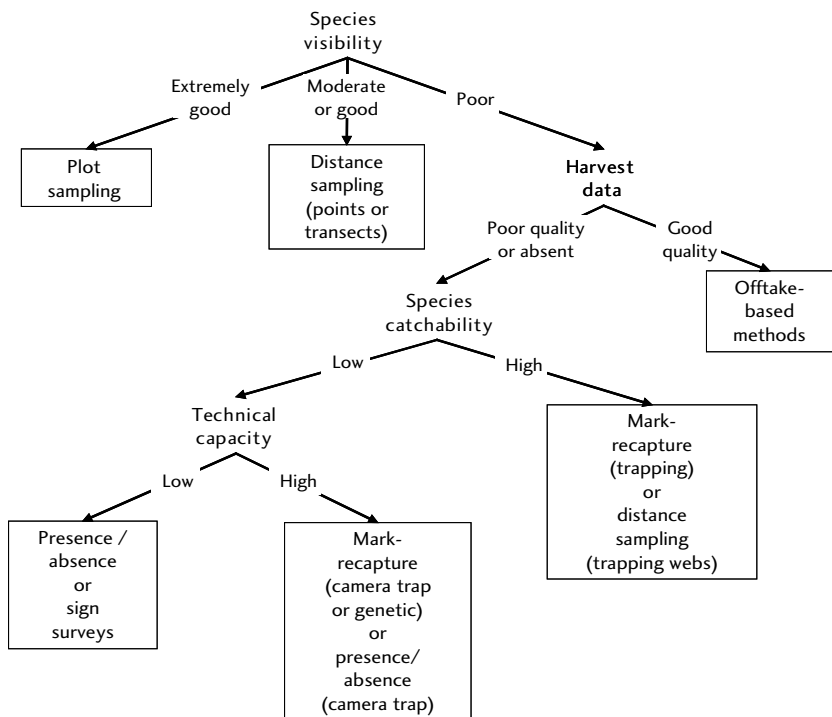 Species
visibility
Extremely
good
Moderate
or good
Poor
Plot
sampling
Distance
sampling
(points or
transects)
Harvest
data
Poor quality
or absent
Good
quality
Species
catchability
Offtake-
based
methods
Low
High
Technical
capacity
Mark-
recapture
(trapping)
or
distance
sampling
(trapping webs)
Low
High
Presence /
absence
or
sign
surveys
Mark-
recapture
(camera trap
or genetic)
or
presence/
absence
(camera trap)